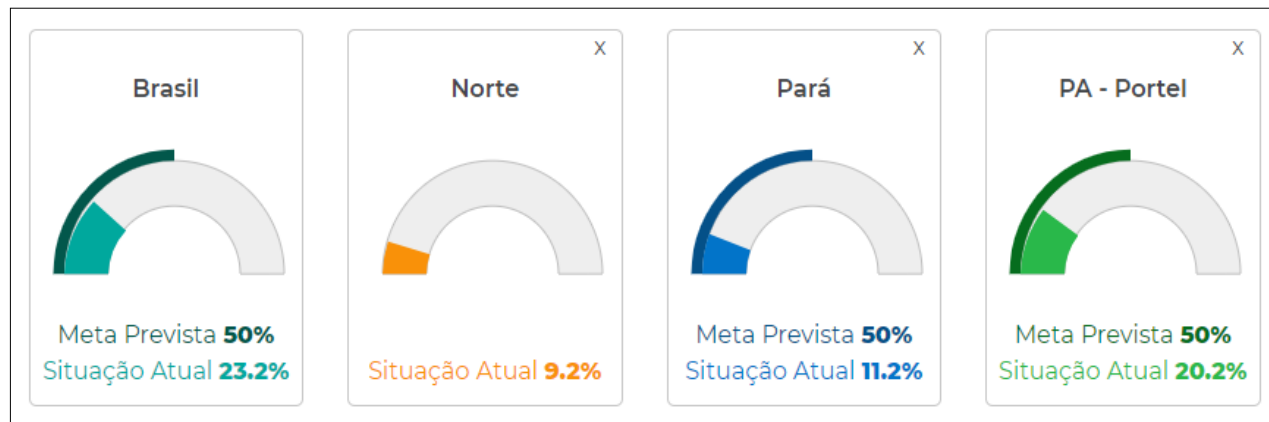 Brasil
Meta Prevista 50%
Situação Atual 23.2%
X
Norte
Situação Atual 9.2%
X
Pará
Meta Prevista 50%
Situação Atual 11.2%
X
PA - Portel
Meta Prevista 50%
Situação Atual 20.2%